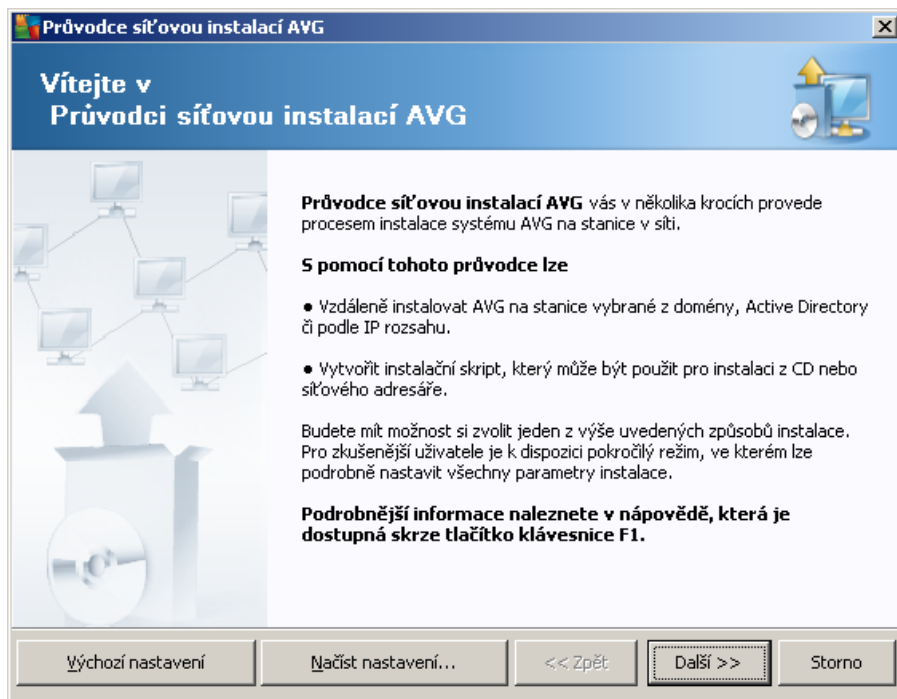 Průvodce síťovou instalací AVG
Vítejte v
Průvodci síťovou instalací AVG
Průvodce síťovou instalací AVG vás v několika krocích provede
procesem instalace systému AVG na stanice v síti.
S pomocí tohoto průvodce lze
● Vzdáleně instalovat AVG na stanice vybrané z domény, Active Directory
či podle IP rozsahu.
● Vytvořit instalační skript, který může být použit pro instalaci z CD nebo
síťového adresáře.
Budete mít možnost si zvolit jeden z výše uvedených způsobů instalace.
Pro zkušenější uživatele je k dispozici pokročilý režim, ve kterém lze
podrobně nastavit všechny parametry instalace.
Podrobnější informace naleznete v nápovědě, která je
dostupná skrze tlačítko klávesnice F1.
Výchozí nastavení Načíst nastavení... << Zpět Další >> Storno